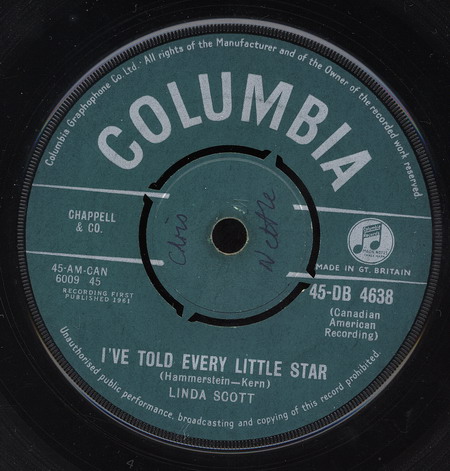 Columbia Graphophone Co. Ltd · All rights of the Manufacturer and of the Owner of the recorded work reserved
COLUMBIA
CHAPPELL
& CO.
MADE IN GT. BRITAIN
45-AM-CAN
6009 45
RECORDING FIRST
PUBLISHED 1961
45-DB 4638
(Canadian
American
Recording)
I'VE TOLD EVERY LITTLE STAR
(Hammerstein—Kern)
LINDA SCOTT
Unauthorised public performance, broadcasting and copying of this record prohibited.